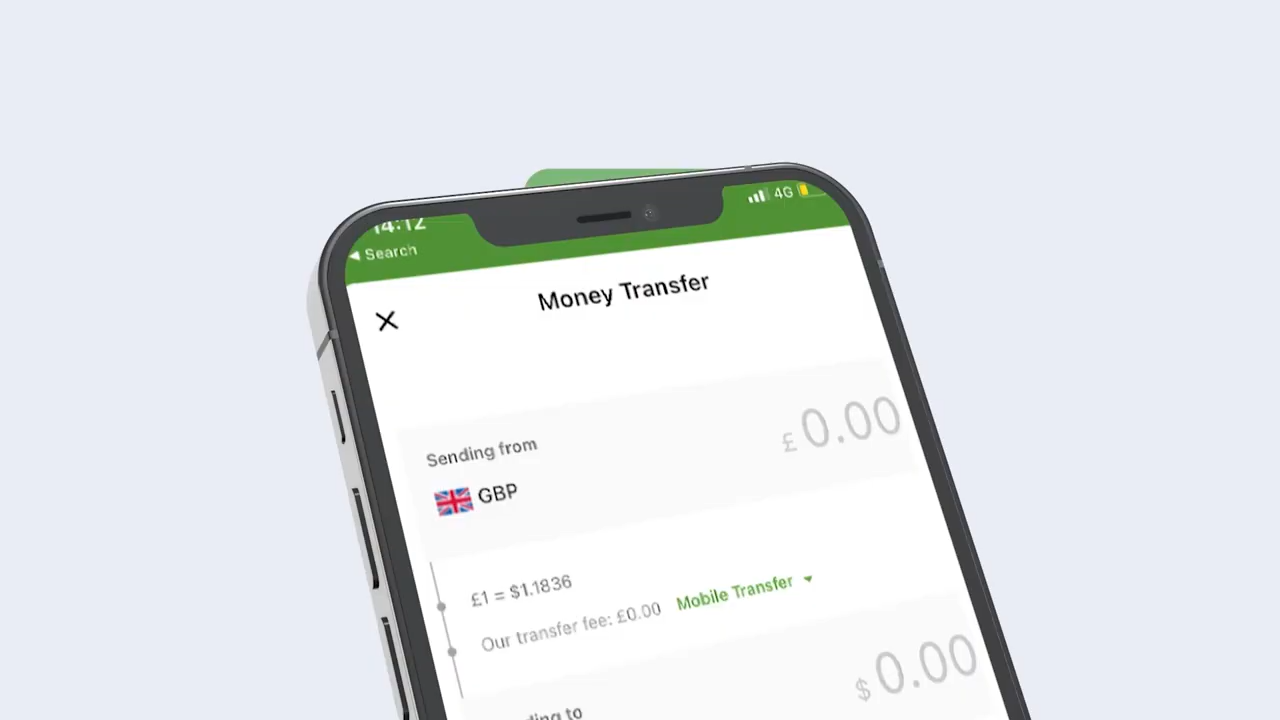 14:12
4G
Search
Money Transfer
Sending from
£ 0.00
GBP
£1 = $1.1836
Our transfer fee: £0.00 Mobile Transfer
$ 0.00
to